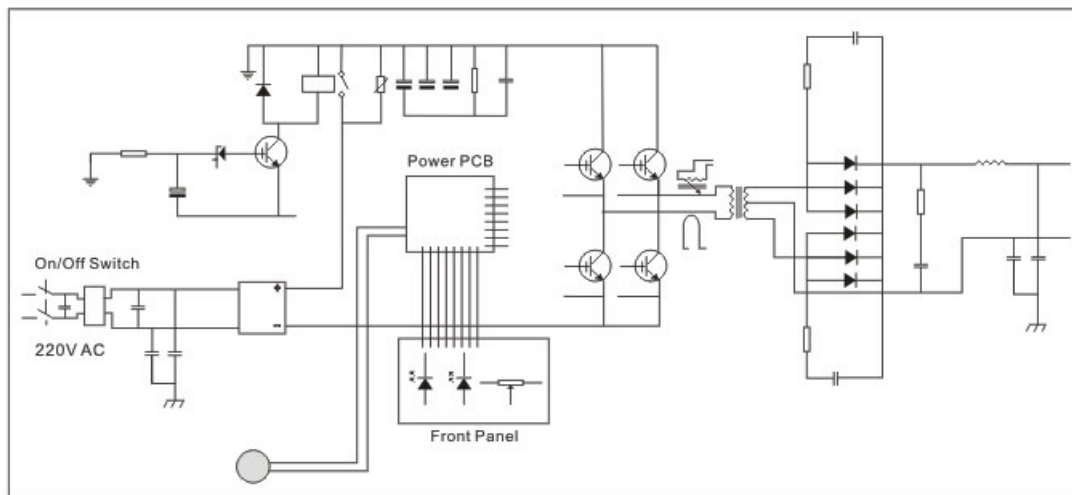 Power PCB
On/Off Switch
+
-
220V AC
Front Panel